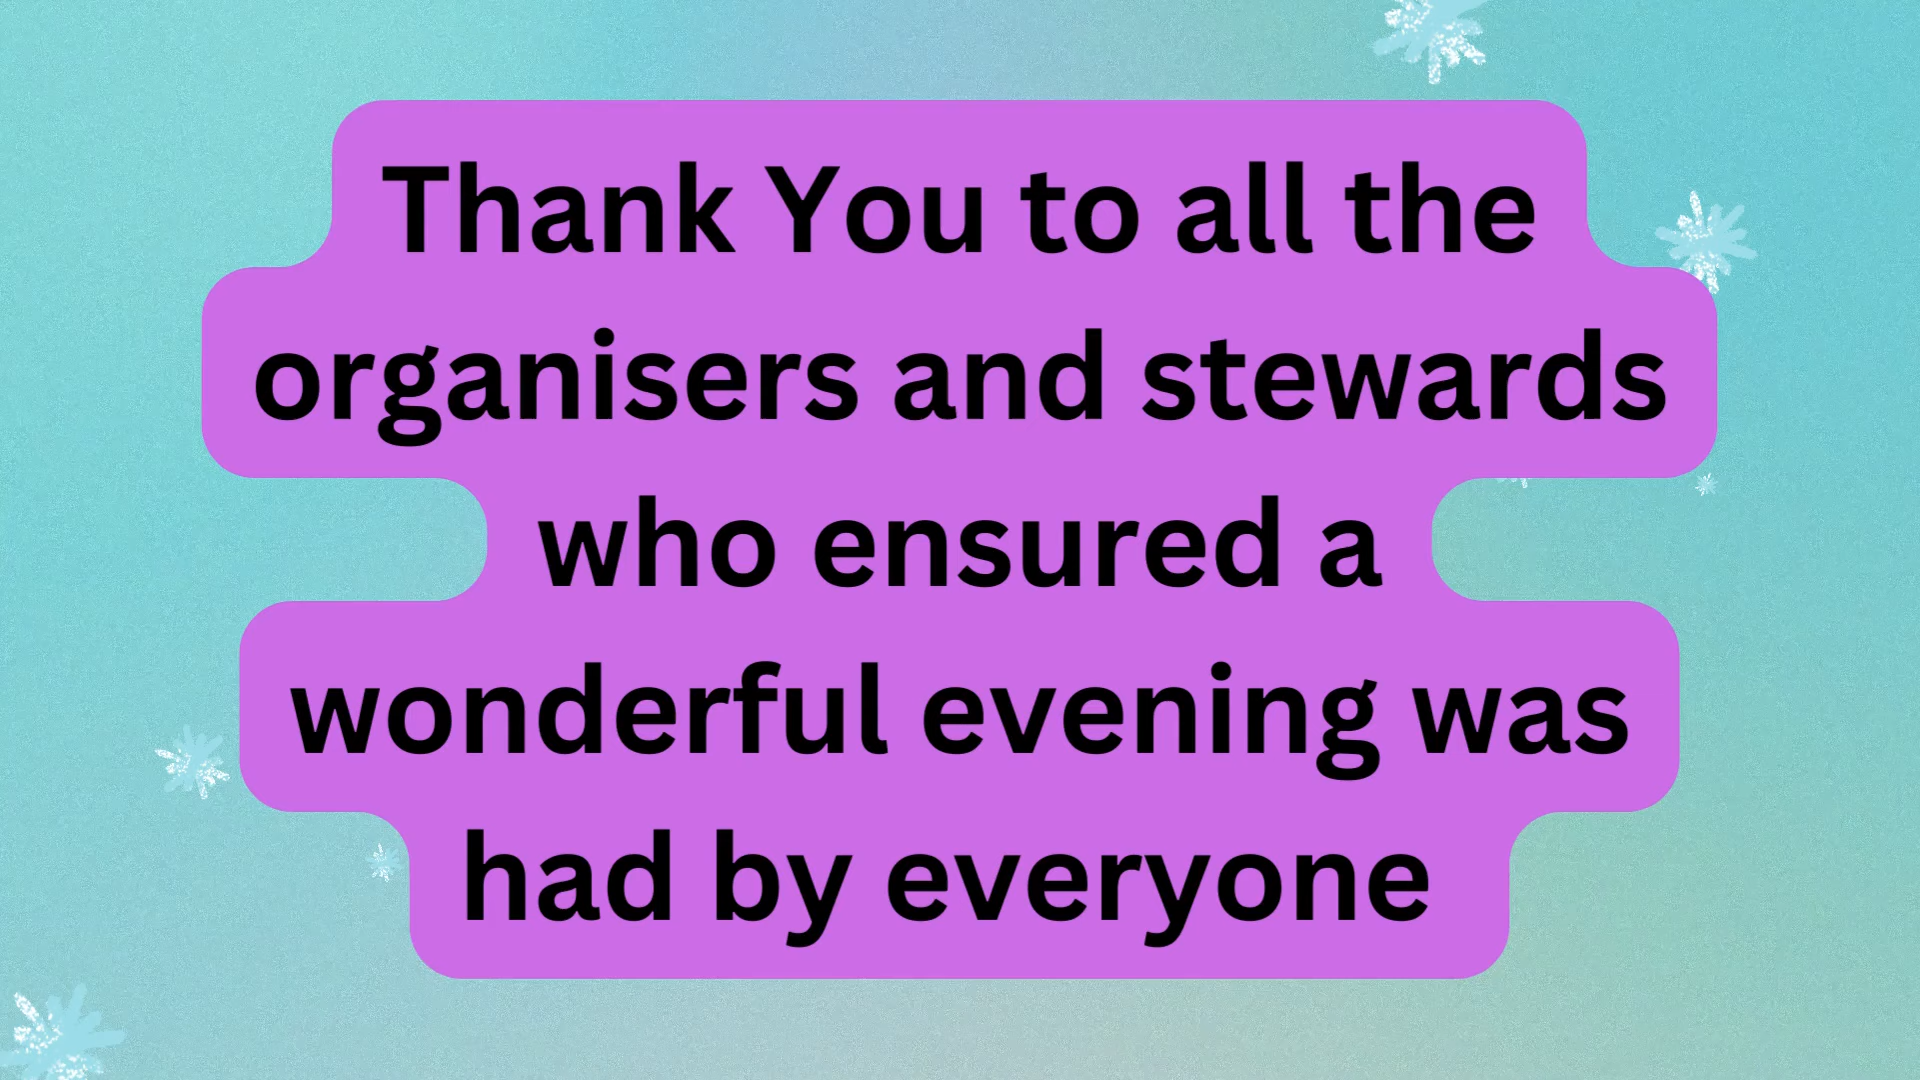 Thank You to all the
organisers and stewards
who ensured a
wonderful evening was
had by everyone